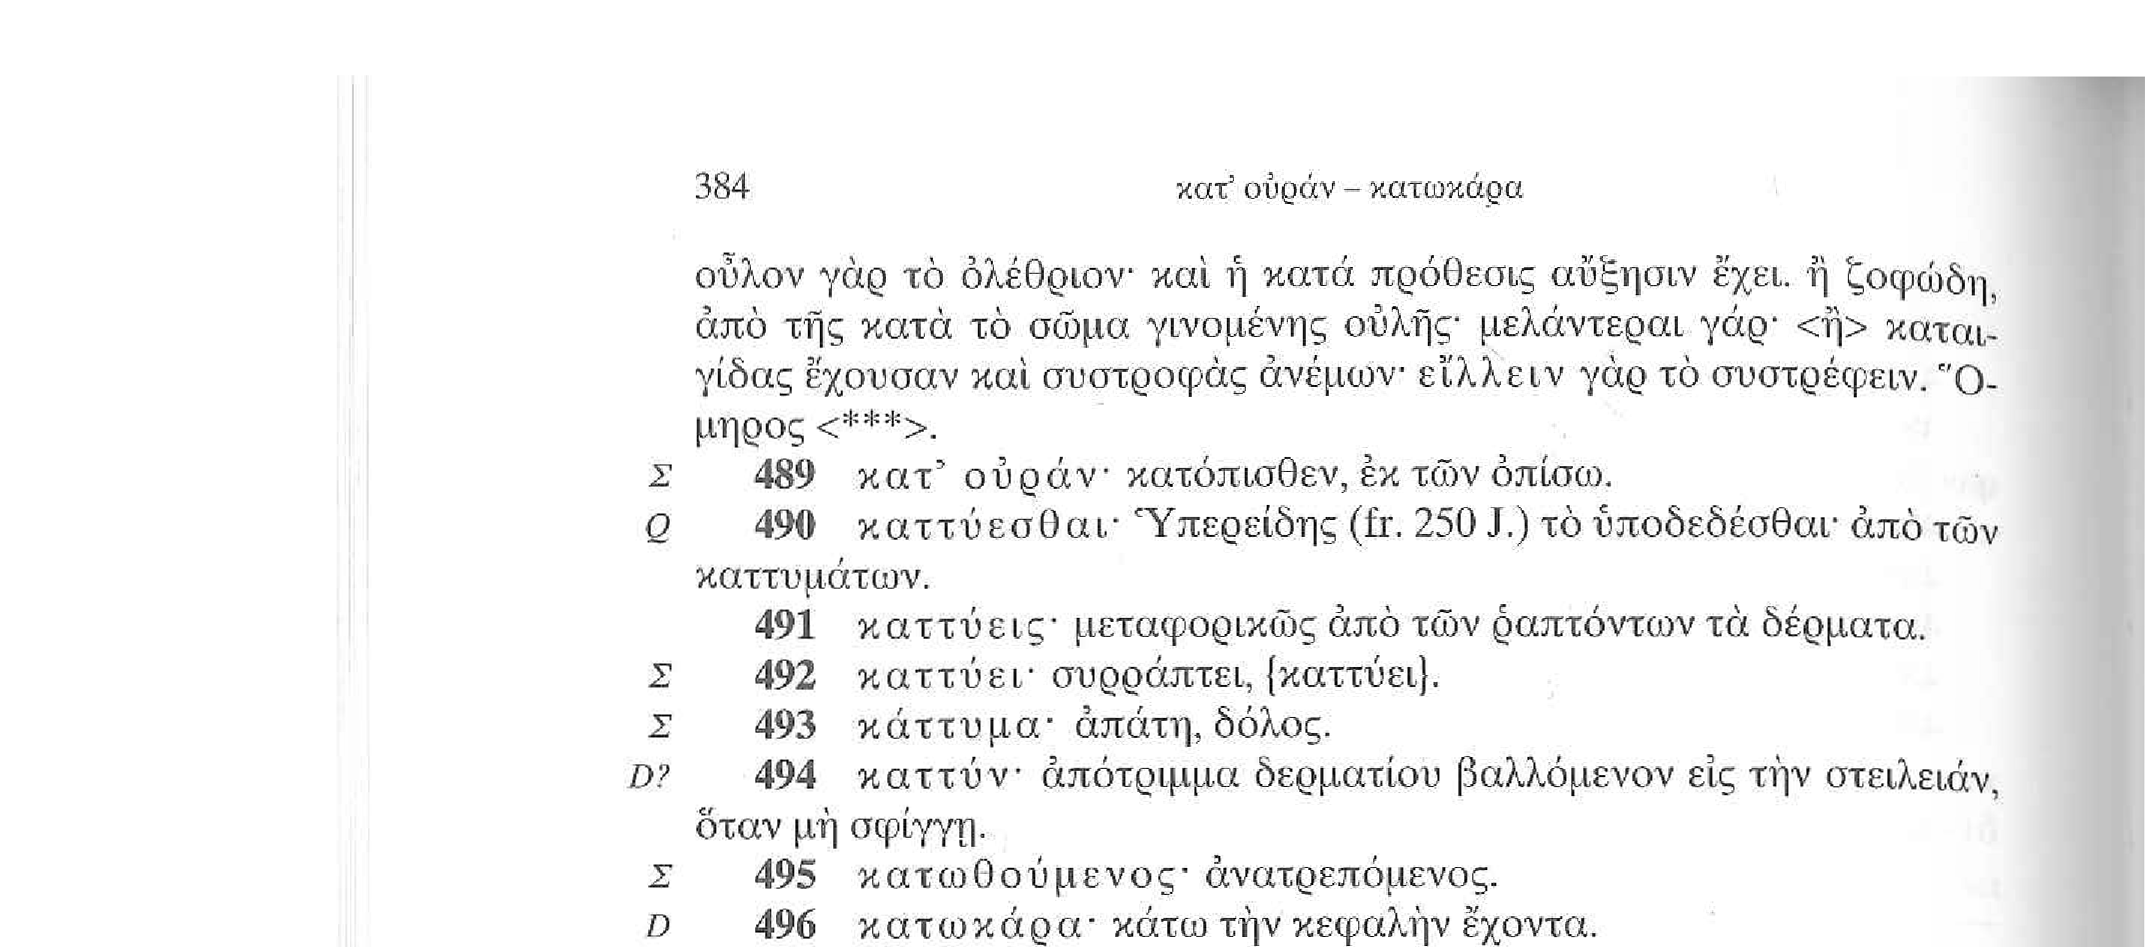 384 κατ’ οὐράν – κατωκάρα
οὖλον γὰρ τὸ ὀλέθριον· καὶ ἡ κατά πρόθεσις αὔξησιν ἔχει. ἢ ζοφώδη,
ἀπὸ τῆς κατὰ τὸ σῶμα γινομένης οὐλῆς· μελάντεραι γάρ· <ἢ> καται-
γίδας ἔχουσαν καὶ συστροφὰς ἀνέμων· εἴλλειν γὰρ τὸ συστρέφειν. Ὅ-
μηρος <***>.
Σ 489 κατ’ οὐράν· κατόπισθεν, ἐκ τῶν ὀπίσω.
Q 490 καττύεσθαι· Ὑπερείδης (fr. 250 J.) τὸ ὑποδεδέσθαι· ἀπὸ τῶν
καττυμάτων.
491 καττύεις· μεταφορικῶς ἀπὸ τῶν ῥαπτόντων τὰ δέρματα.
Σ 492 καττύει· συρράπτει, {καττύει}.
Σ 493 κάττυμα· ἀπάτη, δόλος.
D? 494 καττύν· ἀπότριμμα δερματίου βαλλόμενον εἰς τὴν στειλειάν,
ὅταν μὴ σφίγγῃ.
Σ 495 κατωθούμενος· ἀνατρεπόμενος.
D 496 κατωκάρα· κάτω τὴν κεφαλὴν ἔχοντα.